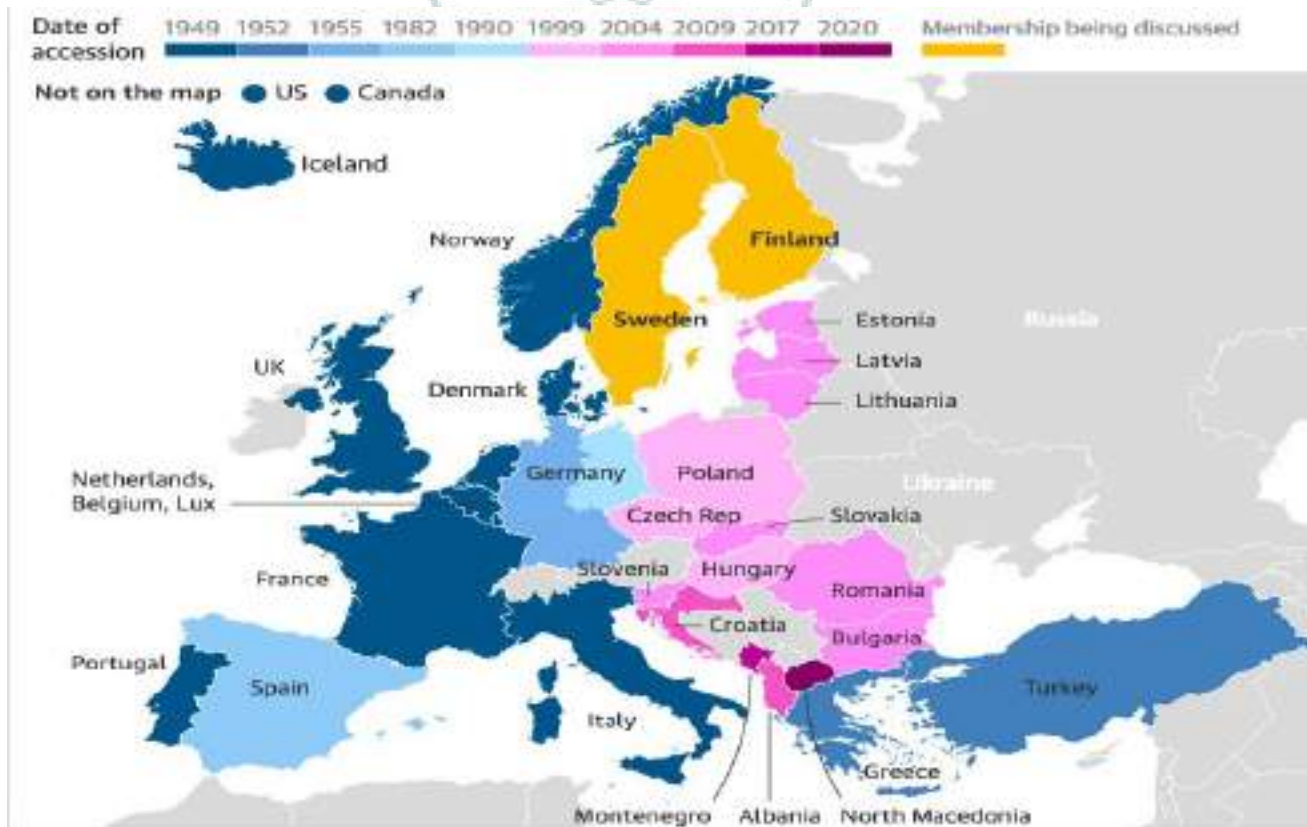 Date of accession
1949 1952 1955 1982 1990 1999 2004 2009 2017 2020
Membership being discussed
Not on the map US Canada
Iceland
Norway
Finland
Sweden
Estonia
Russia
Latvia
UK
Denmark
Lithuania
Netherlands,
Belgium, Lux
Germany
Poland
Ukraine
Czech Rep
Slovakia
France
Slovenia
Hungary
Romania
Croatia
Bulgaria
Portugal
Spain
Italy
Turkey
Greece
Montenegro
Albania
North Macedonia